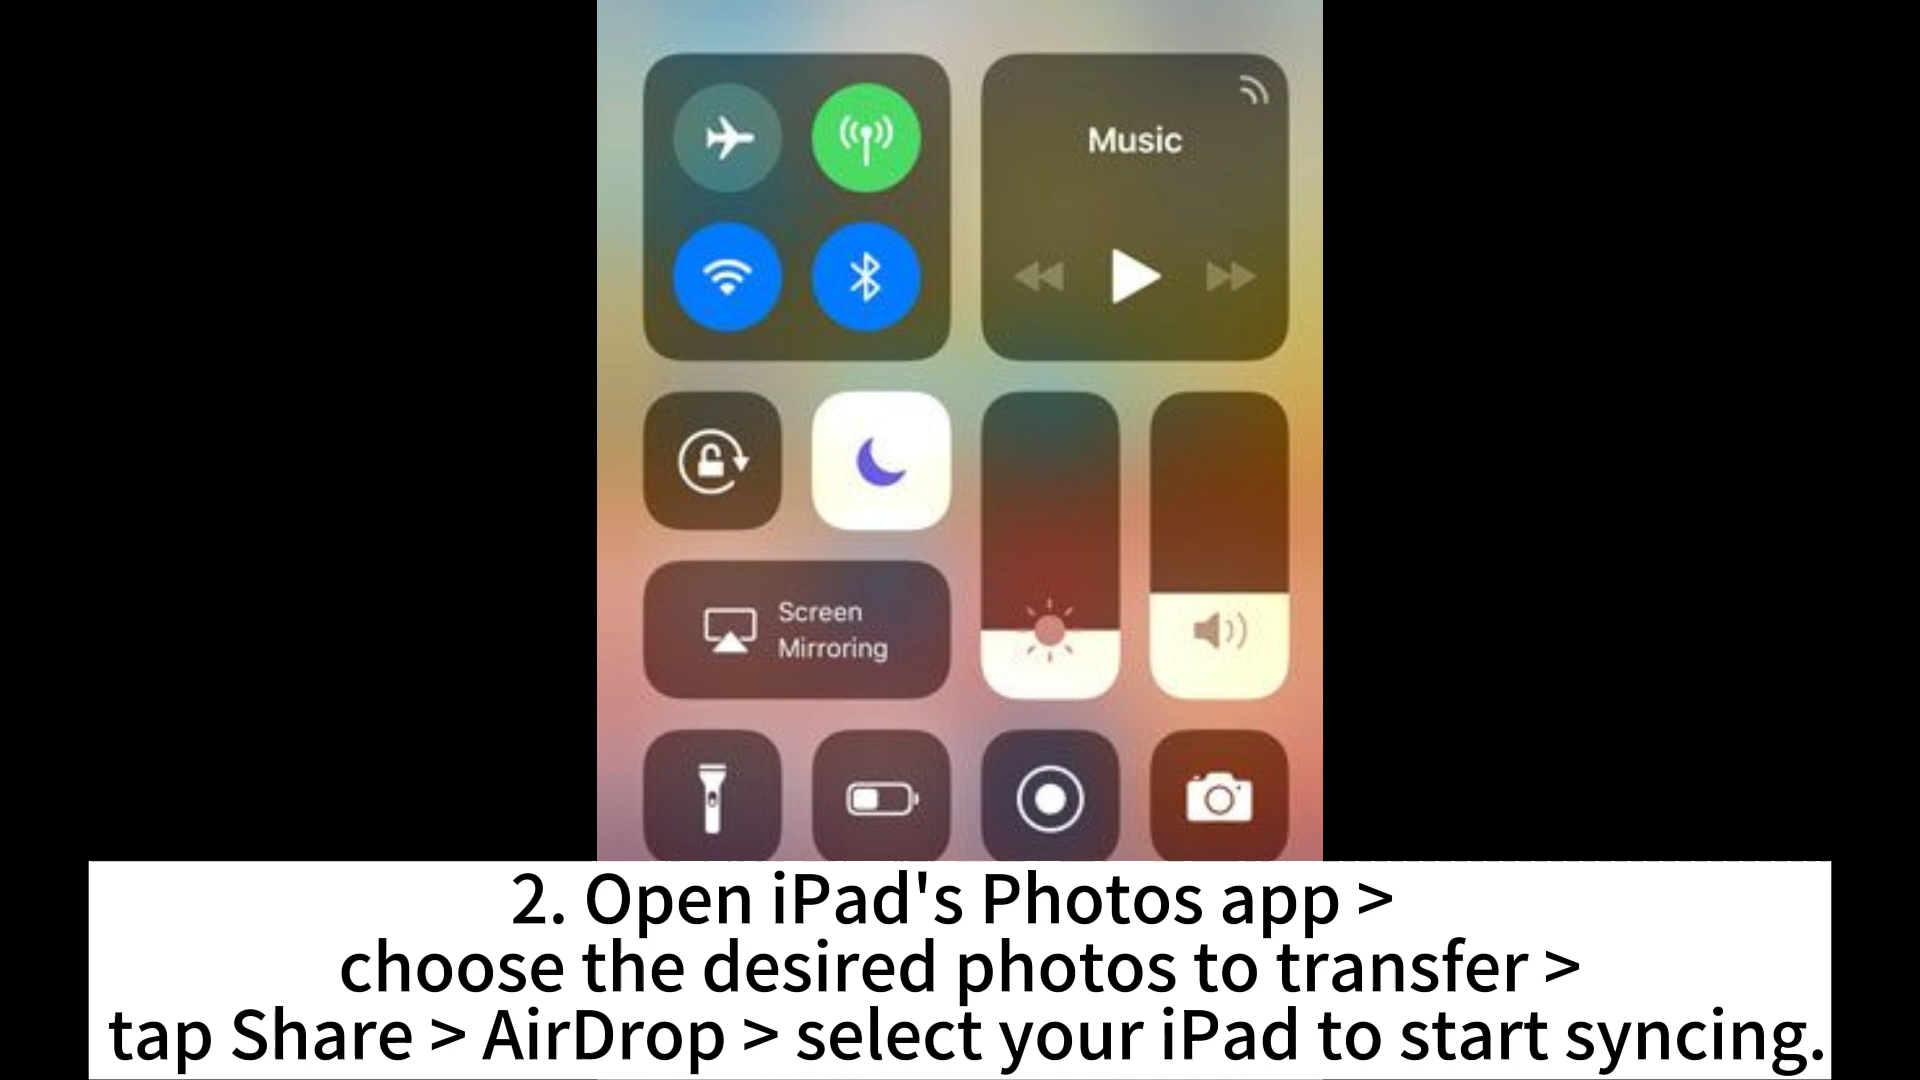 Music
Screen
Mirroring
2. Open iPad's Photos app >
choose the desired photos to transfer >
tap Share > AirDrop > select your iPad to start syncing.